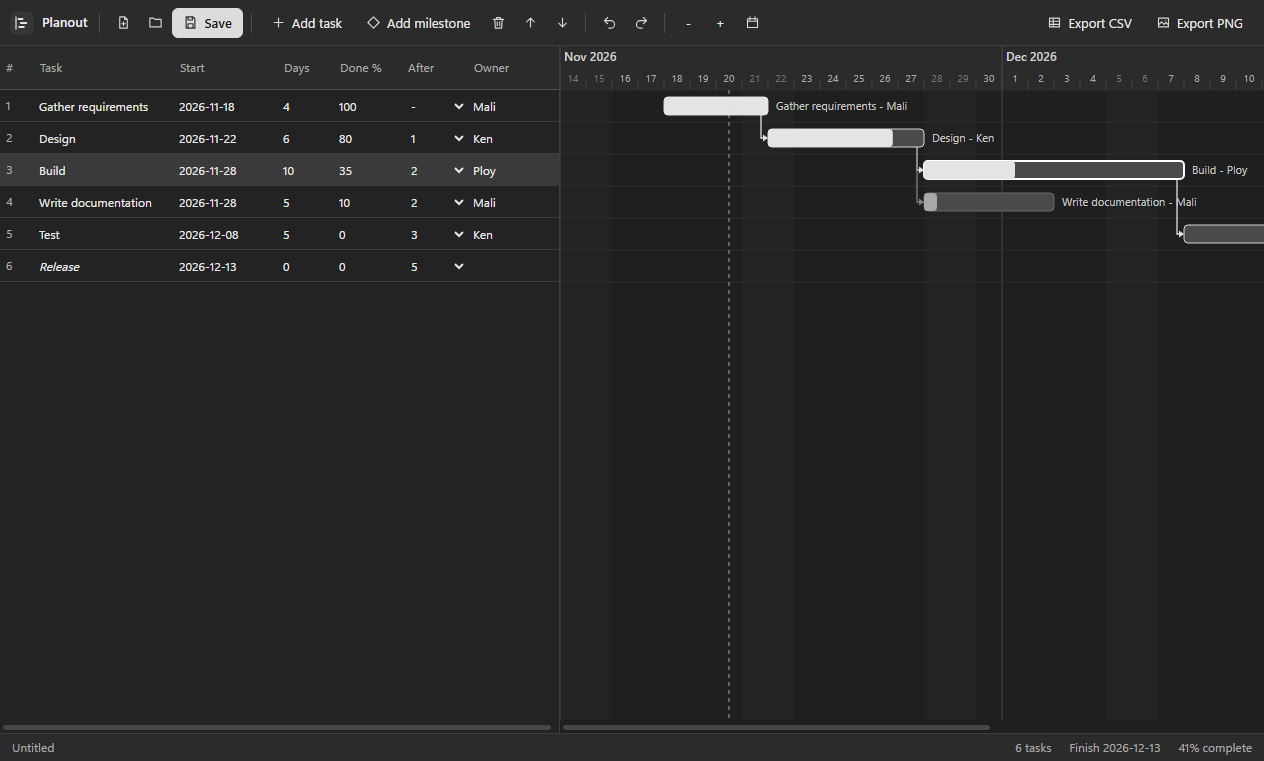 Planout Save Add task Add milestone - + Export CSV Export PNG
Nov 2026 Dec 2026
# Task Start Days Done % After Owner
14 15 16 17 18 19 20 21 22 23 24 25 26 27 28 29 30 1 2 3 4 5 6 7 8 9 10
1 Gather requirements 2026-11-18 4 100 - Mali Gather requirements - Mali
2 Design 2026-11-22 6 80 1 Ken Design - Ken
3 Build 2026-11-28 10 35 2 Ploy Build - Ploy
4 Write documentation 2026-11-28 5 10 2 Mali Write documentation - Mali
5 Test 2026-12-08 5 0 3 Ken
6 Release 2026-12-13 0 0 5
Untitled 6 tasks Finish 2026-12-13 41% complete